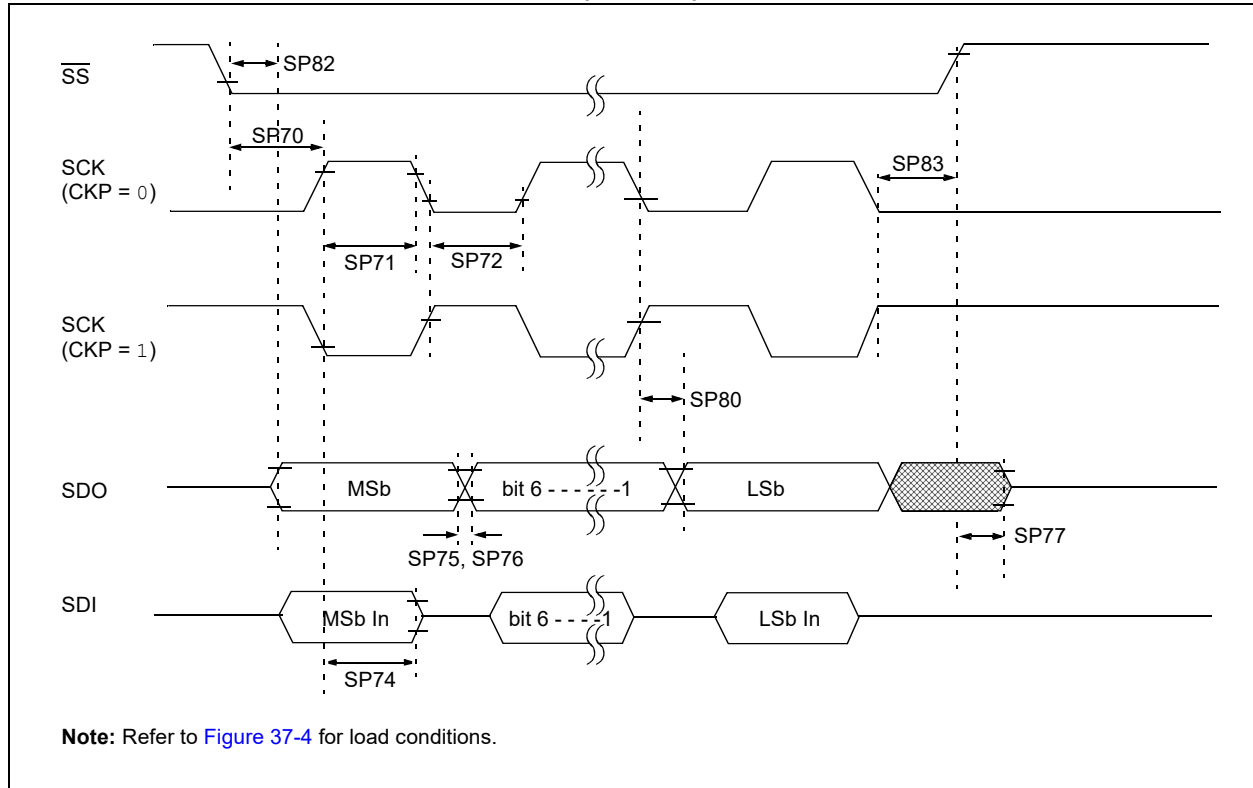 SS
SP82
SP70
SCK
(CKP = 0)
SP83
SP71
SP72
SCK
(CKP = 1)
SP80
SDO
MSb
bit 6 - - - - - -1
LSb
SP75, SP76
SP77
SDI
MSb In
bit 6 - - - -1
LSb In
SP74
Note: Refer to Figure 37-4 for load conditions.